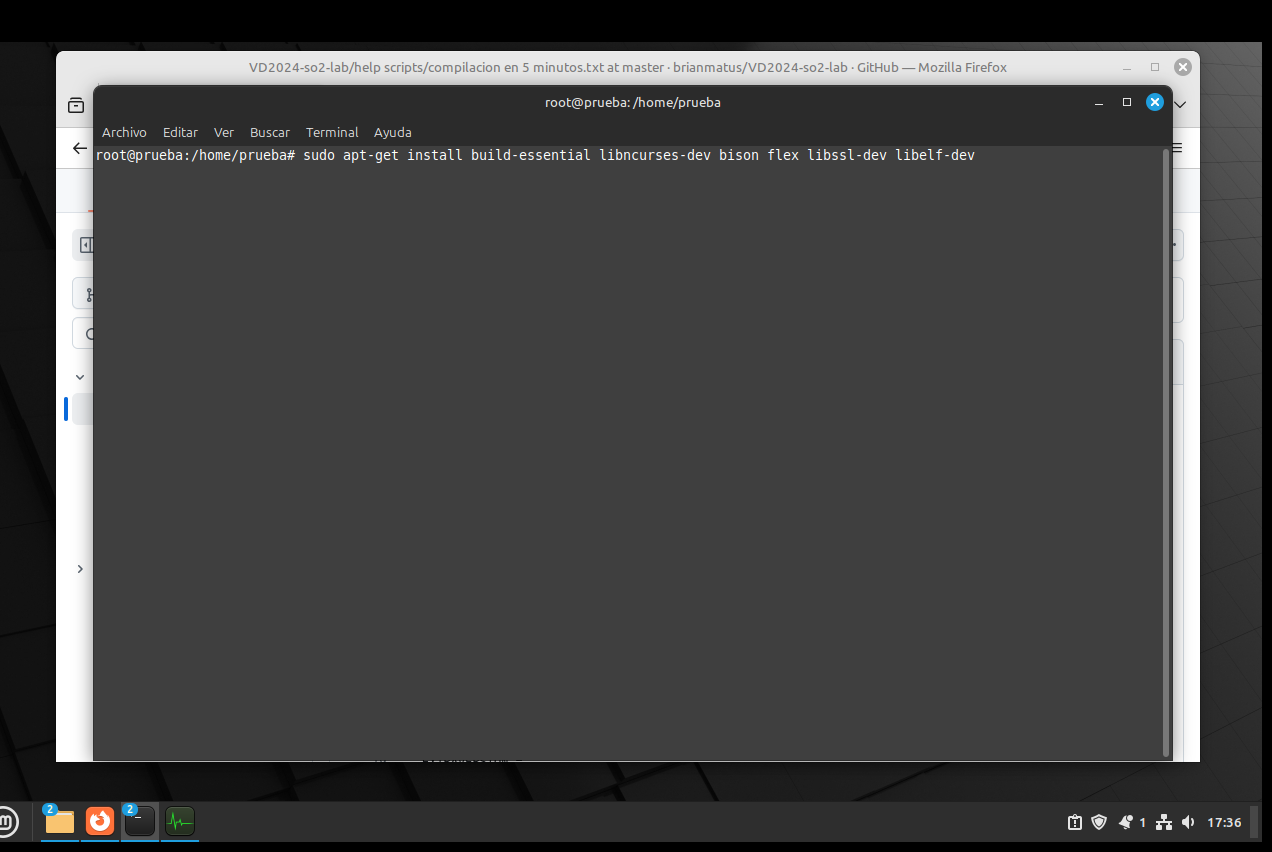 VD2024-so2-lab/help scripts/compilacion en 5 minutos.txt at master · brianmatus/VD2024-so2-lab · GitHub — Mozilla Firefox
root@prueba: /home/prueba
Archivo Editar Ver Buscar Terminal Ayuda
root@prueba:/home/prueba# sudo apt-get install build-essential libncurses-dev bison flex libssl-dev libelf-dev
2
2
1
17:36